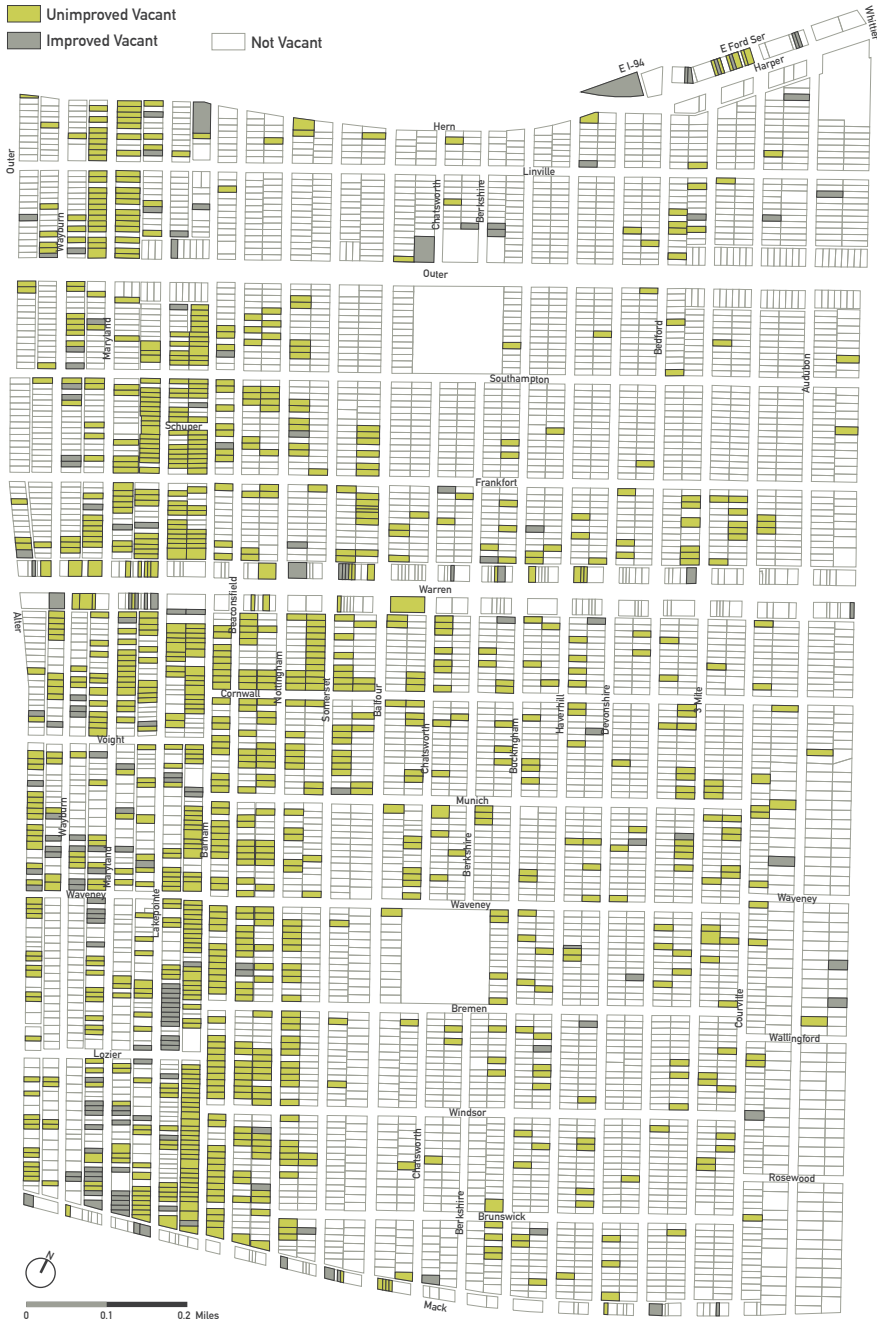 Unimproved Vacant
Improved Vacant
Not Vacant
Whittier
E Ford Ser
Harper
E I-94
Hern
Outer
Linville
Chatsworth
Berkshire
Wayburn
Outer
Maryland
Bedford
Audubon
Southampton
Schuper
Frankfort
Warren
Beaconsfield
Alter
Nottingham
Somerset
Balfour
Cornwall
Haverhill
Devonshire
3 Mile
Chatsworth
Buckingham
Voight
Munich
Wayburn
Barham
Berkshire
Maryland
Waveney
Waveney
Waveney
Lakepointe
Courville
Bremen
Wallingford
Lozier
Windsor
Chatsworth
Rosewood
Berkshire
Brunswick
N
Mack
0 0.1 0.2 Miles